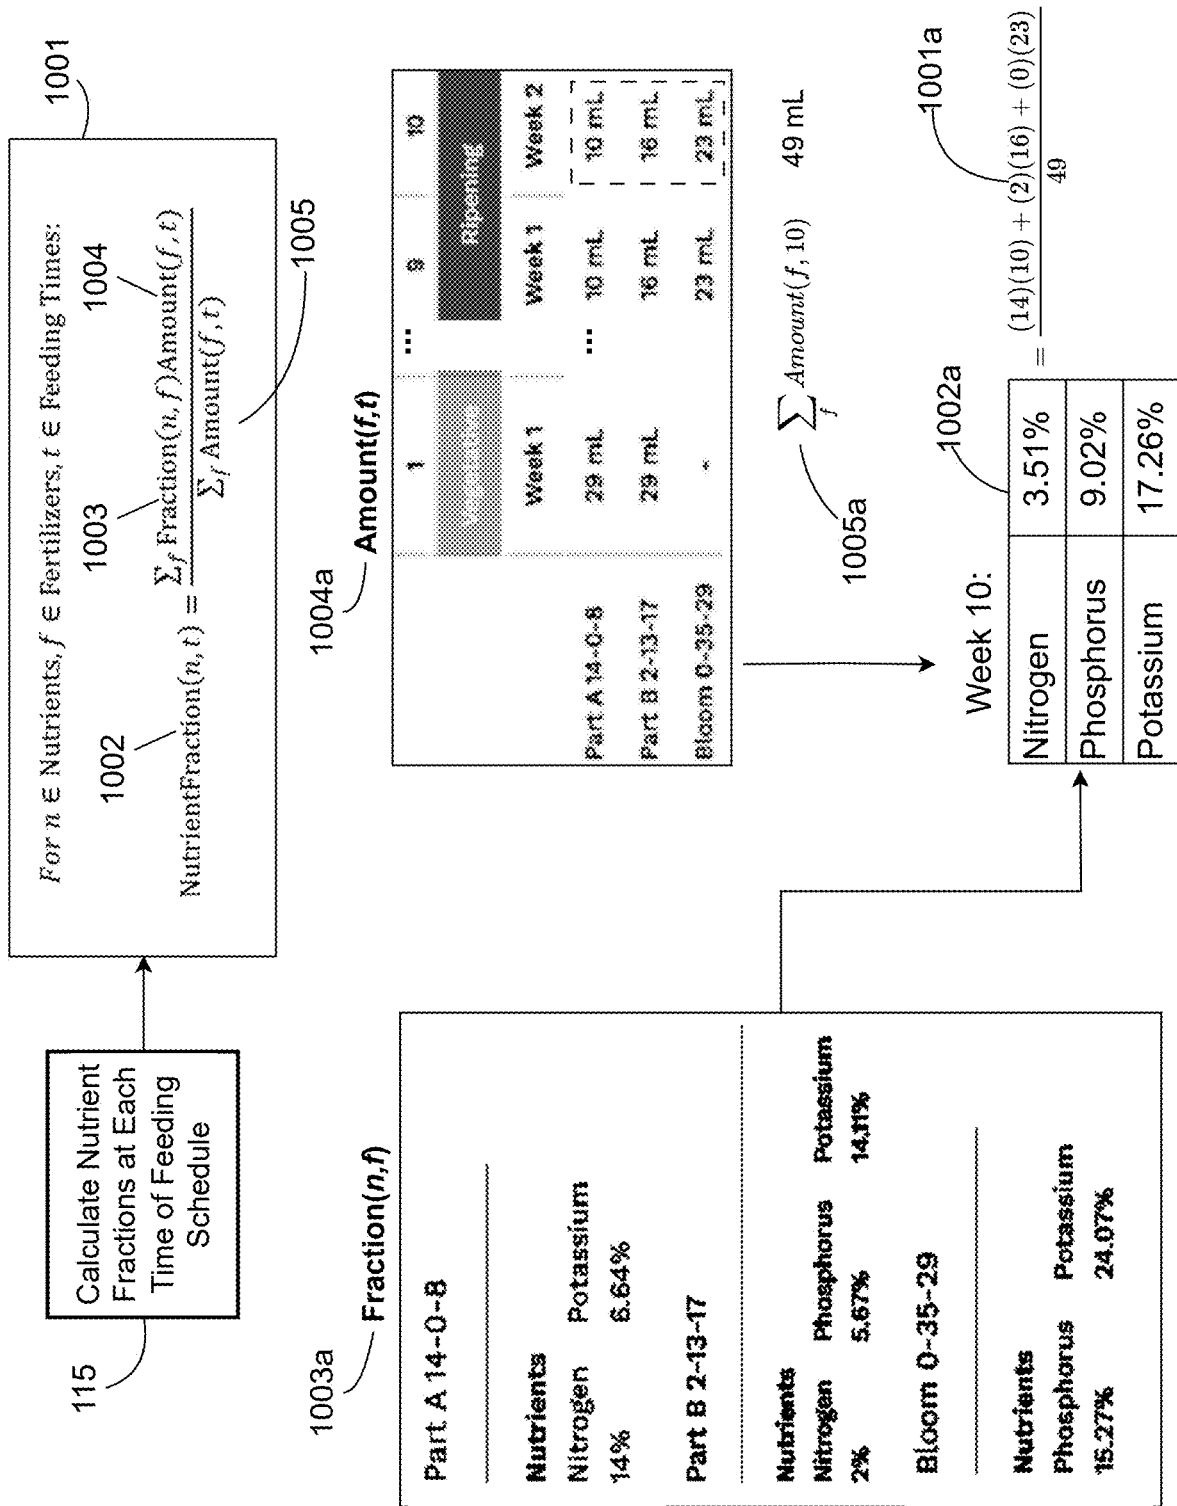 115
Calculate Nutrient
Fractions at Each
Time of Feeding
Schedule
1001
For n ∈ Nutrients, f ∈ Fertilizers, t ∈ Feeding Times:
1002
1003
1004
NutrientFraction(n, t) = Σf Fraction(n, f)Amount(f, t)
Σf Amount(f, t)
1005
1003a
Fraction(n,f)
Part A 14-0-8
Nutrients
Nitrogen Potassium
14% 6.64%
Part B 2-13-17
Nutrients
Nitrogen Phosphorus Potassium
2% 5.67% 14.11%
Bloom 0-35-29
Nutrients
Phosphorus Potassium
15.27% 24.07%
1004a
Amount(f,t)
1 ... 9 10
Ripening
Week 1 Week 1 Week 2
Part A 14-0-8 29 mL ... 10 mL 10 mL
Part B 2-13-17 29 mL 16 mL 16 mL
Bloom 0-35-29 - 23 mL 23 mL
1005a
Σf Amount(f, 10) 49 mL
Week 10:
1002a
1001a
Nitrogen 3.51% = (14)(10) + (2)(16) + (0)(23)
49
Phosphorus 9.02%
Potassium 17.26%